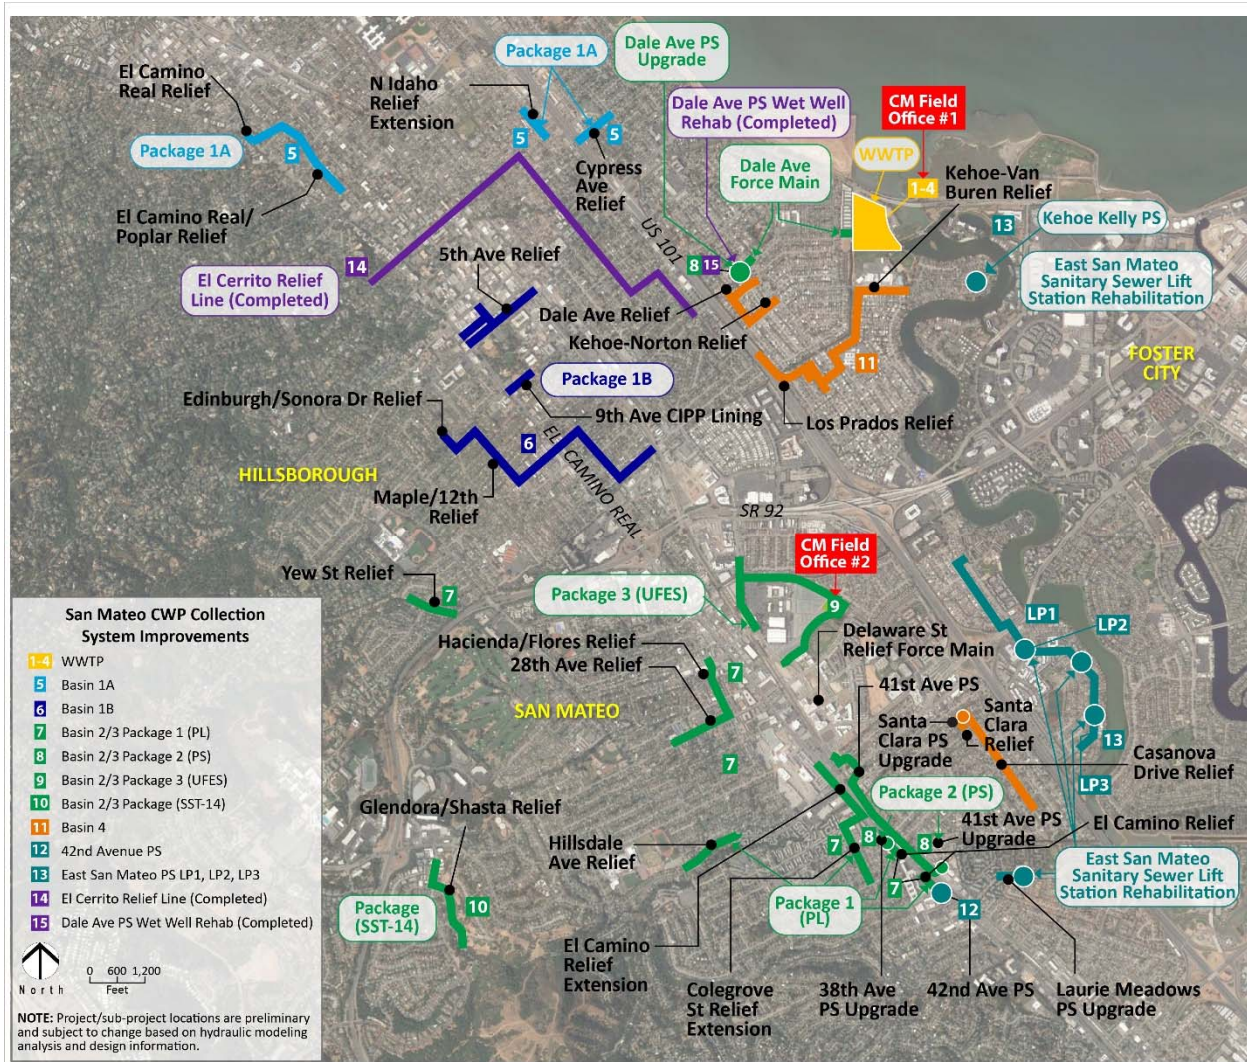 El Camino
Real Relief
Package 1A
5
El Camino Real/
Poplar Relief
N Idaho
Relief
Extension
Package 1A
5
5
Cypress
Ave
Relief
Dale Ave PS
Upgrade
Dale Ave PS Wet Well
Rehab (Completed)
Dale Ave
Force Main
CM Field
Office #1
WWTP
1-4
Kehoe-Van
Buren Relief
13
Kehoe Kelly PS
East San Mateo
Sanitary Sewer Lift
Station Rehabilitation
US 101
8
15
14
El Cerrito Relief
Line (Completed)
5th Ave Relief
Dale Ave Relief
Kehoe-Norton Relief
11
Los Prados Relief
FOSTER
CITY
Package 1B
9th Ave CIPP Lining
Edinburgh/Sonora Dr Relief
6
EL CAMINO REAL
HILLSBOROUGH
Maple/12th
Relief
SR 92
CM Field
Office #2
Yew St Relief
7
Package 3 (UFES)
9
Hacienda/Flores Relief
28th Ave Relief
7
Delaware St
Relief Force Main
LP1
LP2
SAN MATEO
41st Ave PS
Santa
Clara PS
Upgrade
Santa
Clara
Relief
13
Casanova
Drive Relief
LP3
7
Package 2 (PS)
41st Ave PS
Upgrade
El Camino Relief
Glendora/Shasta Relief
Hillsdale
Ave Relief
7
8
8
7
Package 1
(PL)
12
East San Mateo
Sanitary Sewer Lift
Station Rehabilitation
Package
(SST-14)
10
El Camino
Relief
Extension
Colegrove
St Relief
Extension
38th Ave
PS Upgrade
42nd Ave PS
Laurie Meadows
PS Upgrade
San Mateo CWP Collection
System Improvements
1-4 WWTP
5 Basin 1A
6 Basin 1B
7 Basin 2/3 Package 1 (PL)
8 Basin 2/3 Package 2 (PS)
9 Basin 2/3 Package 3 (UFES)
10 Basin 2/3 Package (SST-14)
11 Basin 4
12 42nd Avenue PS
13 East San Mateo PS LP1, LP2, LP3
14 El Cerrito Relief Line (Completed)
15 Dale Ave PS Wet Well Rehab (Completed)
North
0 600 1,200
Feet
NOTE: Project/sub-project locations are preliminary
and subject to change based on hydraulic modeling
analysis and design information.